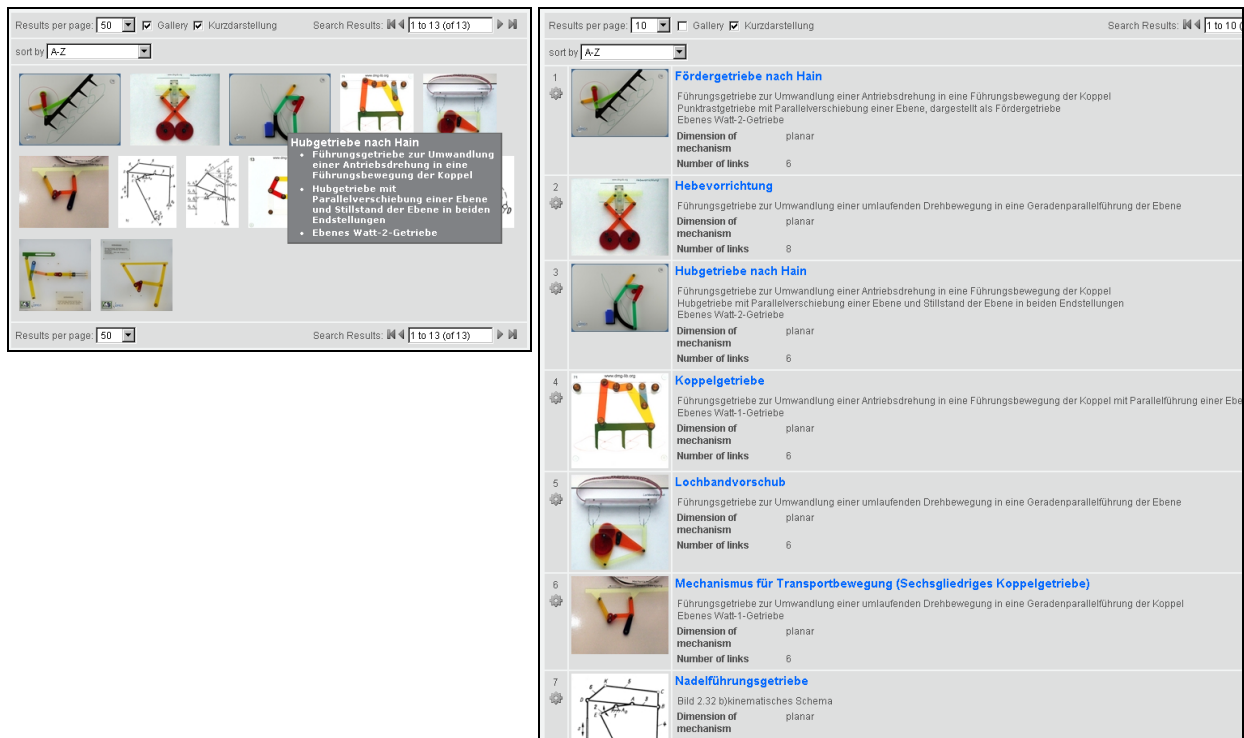 Results per page: 50 Gallery Kurzdarstellung Search Results: 1 to 13 (of 13)
sort by A-Z
Hubgetriebe nach Hain
• Führungsgetriebe zur Umwandlung
einer Antriebsdrehung in eine
Führungsbewegung der Koppel
• Hubgetriebe mit
Parallelverschiebung einer Ebene
und Stillstand der Ebene in beiden
Endstellungen
• Ebenes Watt-2-Getriebe
Results per page: 50 Search Results: 1 to 13 (of 13)
Results per page: 10 Gallery Kurzdarstellung Search Results: 1 to 10 (
sort by A-Z
1 Fördergetriebe nach Hain
Führungsgetriebe zur Umwandlung einer Antriebsdrehung in eine Führungsbewegung der Koppel
Punktrastgetriebe mit Parallelverschiebung einer Ebene, dargestellt als Fördergetriebe
Ebenes Watt-2-Getriebe
Dimension of planar
mechanism
Number of links 6
2 Hebevorrichtung
Führungsgetriebe zur Umwandlung einer umlaufenden Drehbewegung in eine Geradenparallelführung der Ebene
Dimension of planar
mechanism
Number of links 8
3 Hubgetriebe nach Hain
Führungsgetriebe zur Umwandlung einer Antriebsdrehung in eine Führungsbewegung der Koppel
Hubgetriebe mit Parallelverschiebung einer Ebene und Stillstand der Ebene in beiden Endstellungen
Ebenes Watt-2-Getriebe
Dimension of planar
mechanism
Number of links 6
4 www.dmg-lib.org Koppelgetriebe
Führungsgetriebe zur Umwandlung einer Antriebsdrehung in eine Führungsbewegung der Koppel mit Parallelführung einer Ebe
Ebenes Watt-1-Getriebe
Dimension of planar
mechanism
Number of links 6
5 Lochbandvorschub
Führungsgetriebe zur Umwandlung einer umlaufenden Drehbewegung in eine Geradenparallelführung der Ebene
Dimension of planar
mechanism
Number of links 6
6 Mechanismus für Transportbewegung (Sechsgliedriges Koppelgetriebe)
Führungsgetriebe zur Umwandlung einer umlaufenden Drehbewegung in eine Geradenparallelführung der Koppel
Ebenes Watt-1-Getriebe
Dimension of planar
mechanism
Number of links 6
7 Nadelführungsgetriebe
Bild 2.32 b)kinematisches Schema
Dimension of planar
mechanism